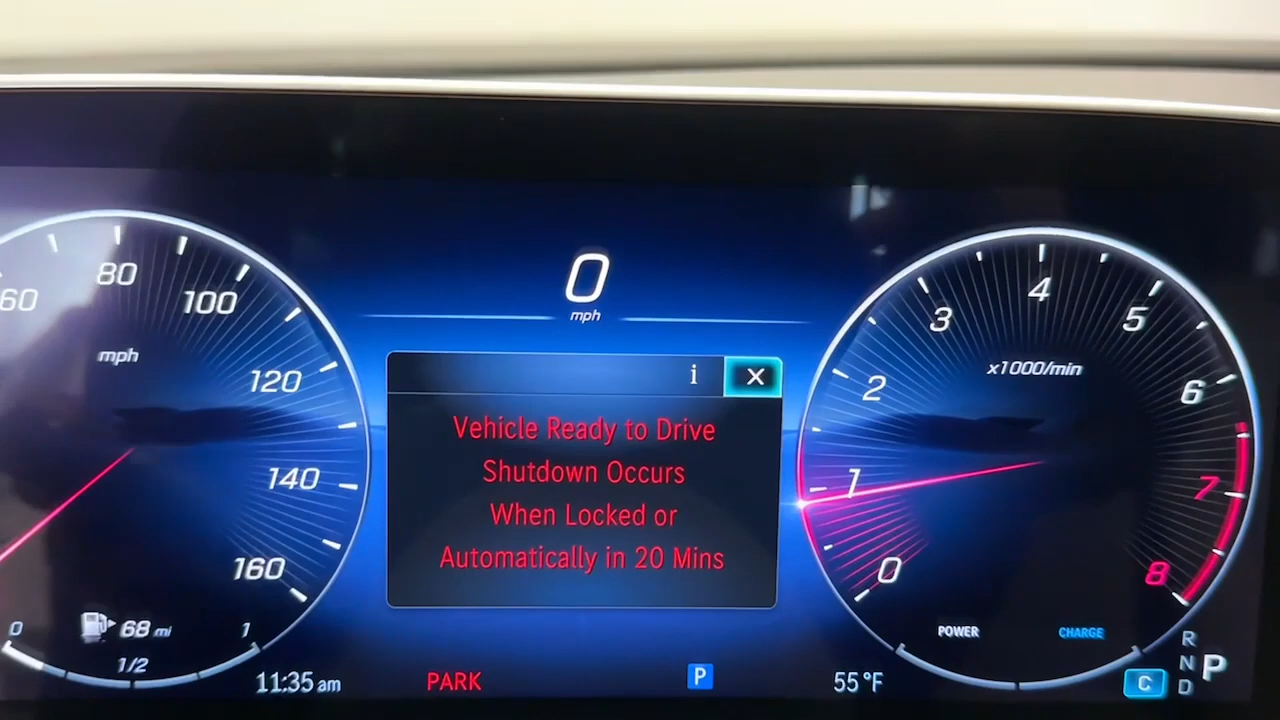 0
mph
60
80
100
120
140
160
mph
i X
Vehicle Ready to Drive
Shutdown Occurs
When Locked or
Automatically in 20 Mins
0
1
2
3
4
5
6
7
8
x1000/min
POWER
CHARGE
0
68 mi
1
1/2
11:35 am
PARK
P
55 °F
C
R
N
D
P